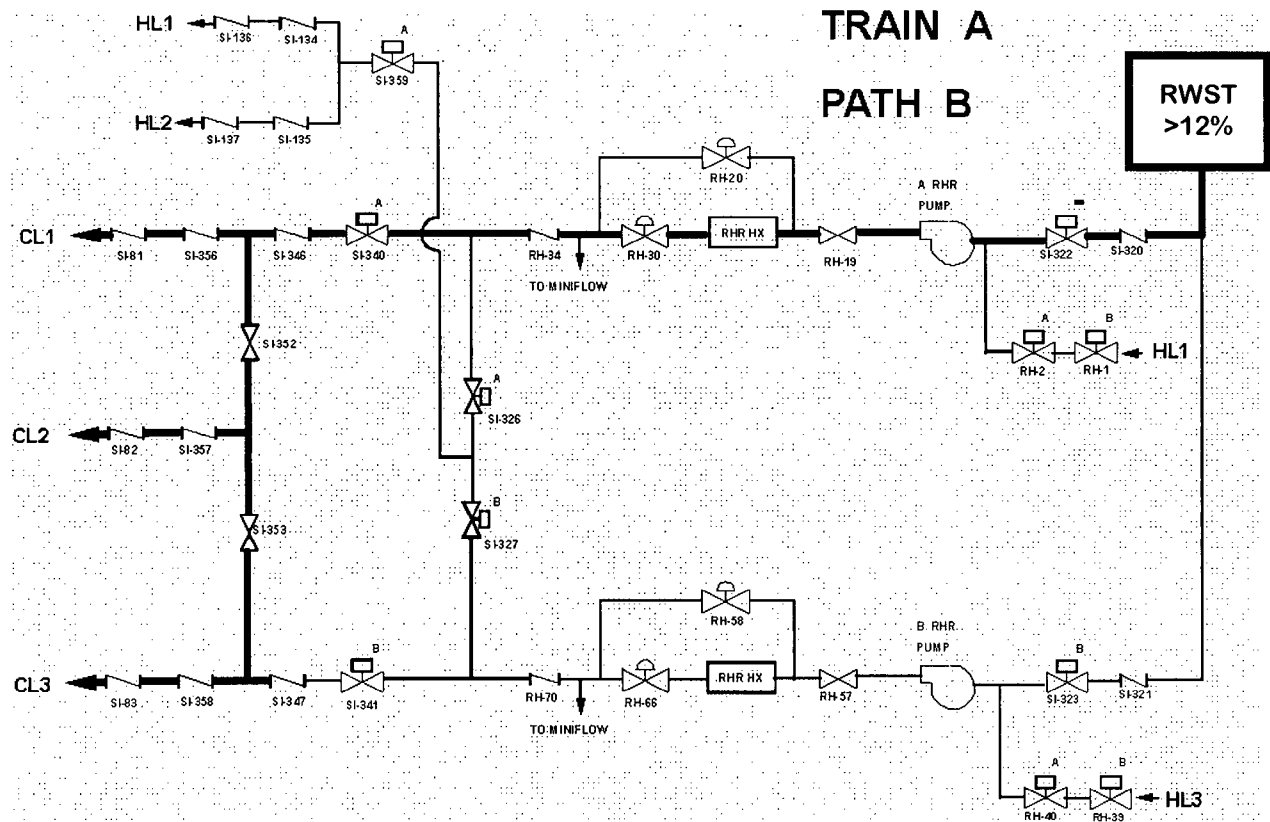 TRAIN A
PATH B
HL1
SI-136
SI-134
A
SI-359
HL2
SI-137
SI-135
RWST
>12%
RH-20
A RHR
PUMP
A
CL1
SI-81
SI-356
SI-346
SI-340
RH-34
RH-30
RHR HX
RH-19
SI-322
SI-320
TO MINIFLOW
SI-352
A
B
HL1
RH-2
RH-1
A
SI-326
CL2
SI-82
SI-357
B
SI-327
SI-353
RH-58
B RHR
PUMP
B
B
CL3
SI-83
SI-358
SI-347
SI-341
RH-70
RH-66
RHR HX
RH-57
SI-323
SI-321
TO MINIFLOW
A
B
HL3
RH-40
RH-39